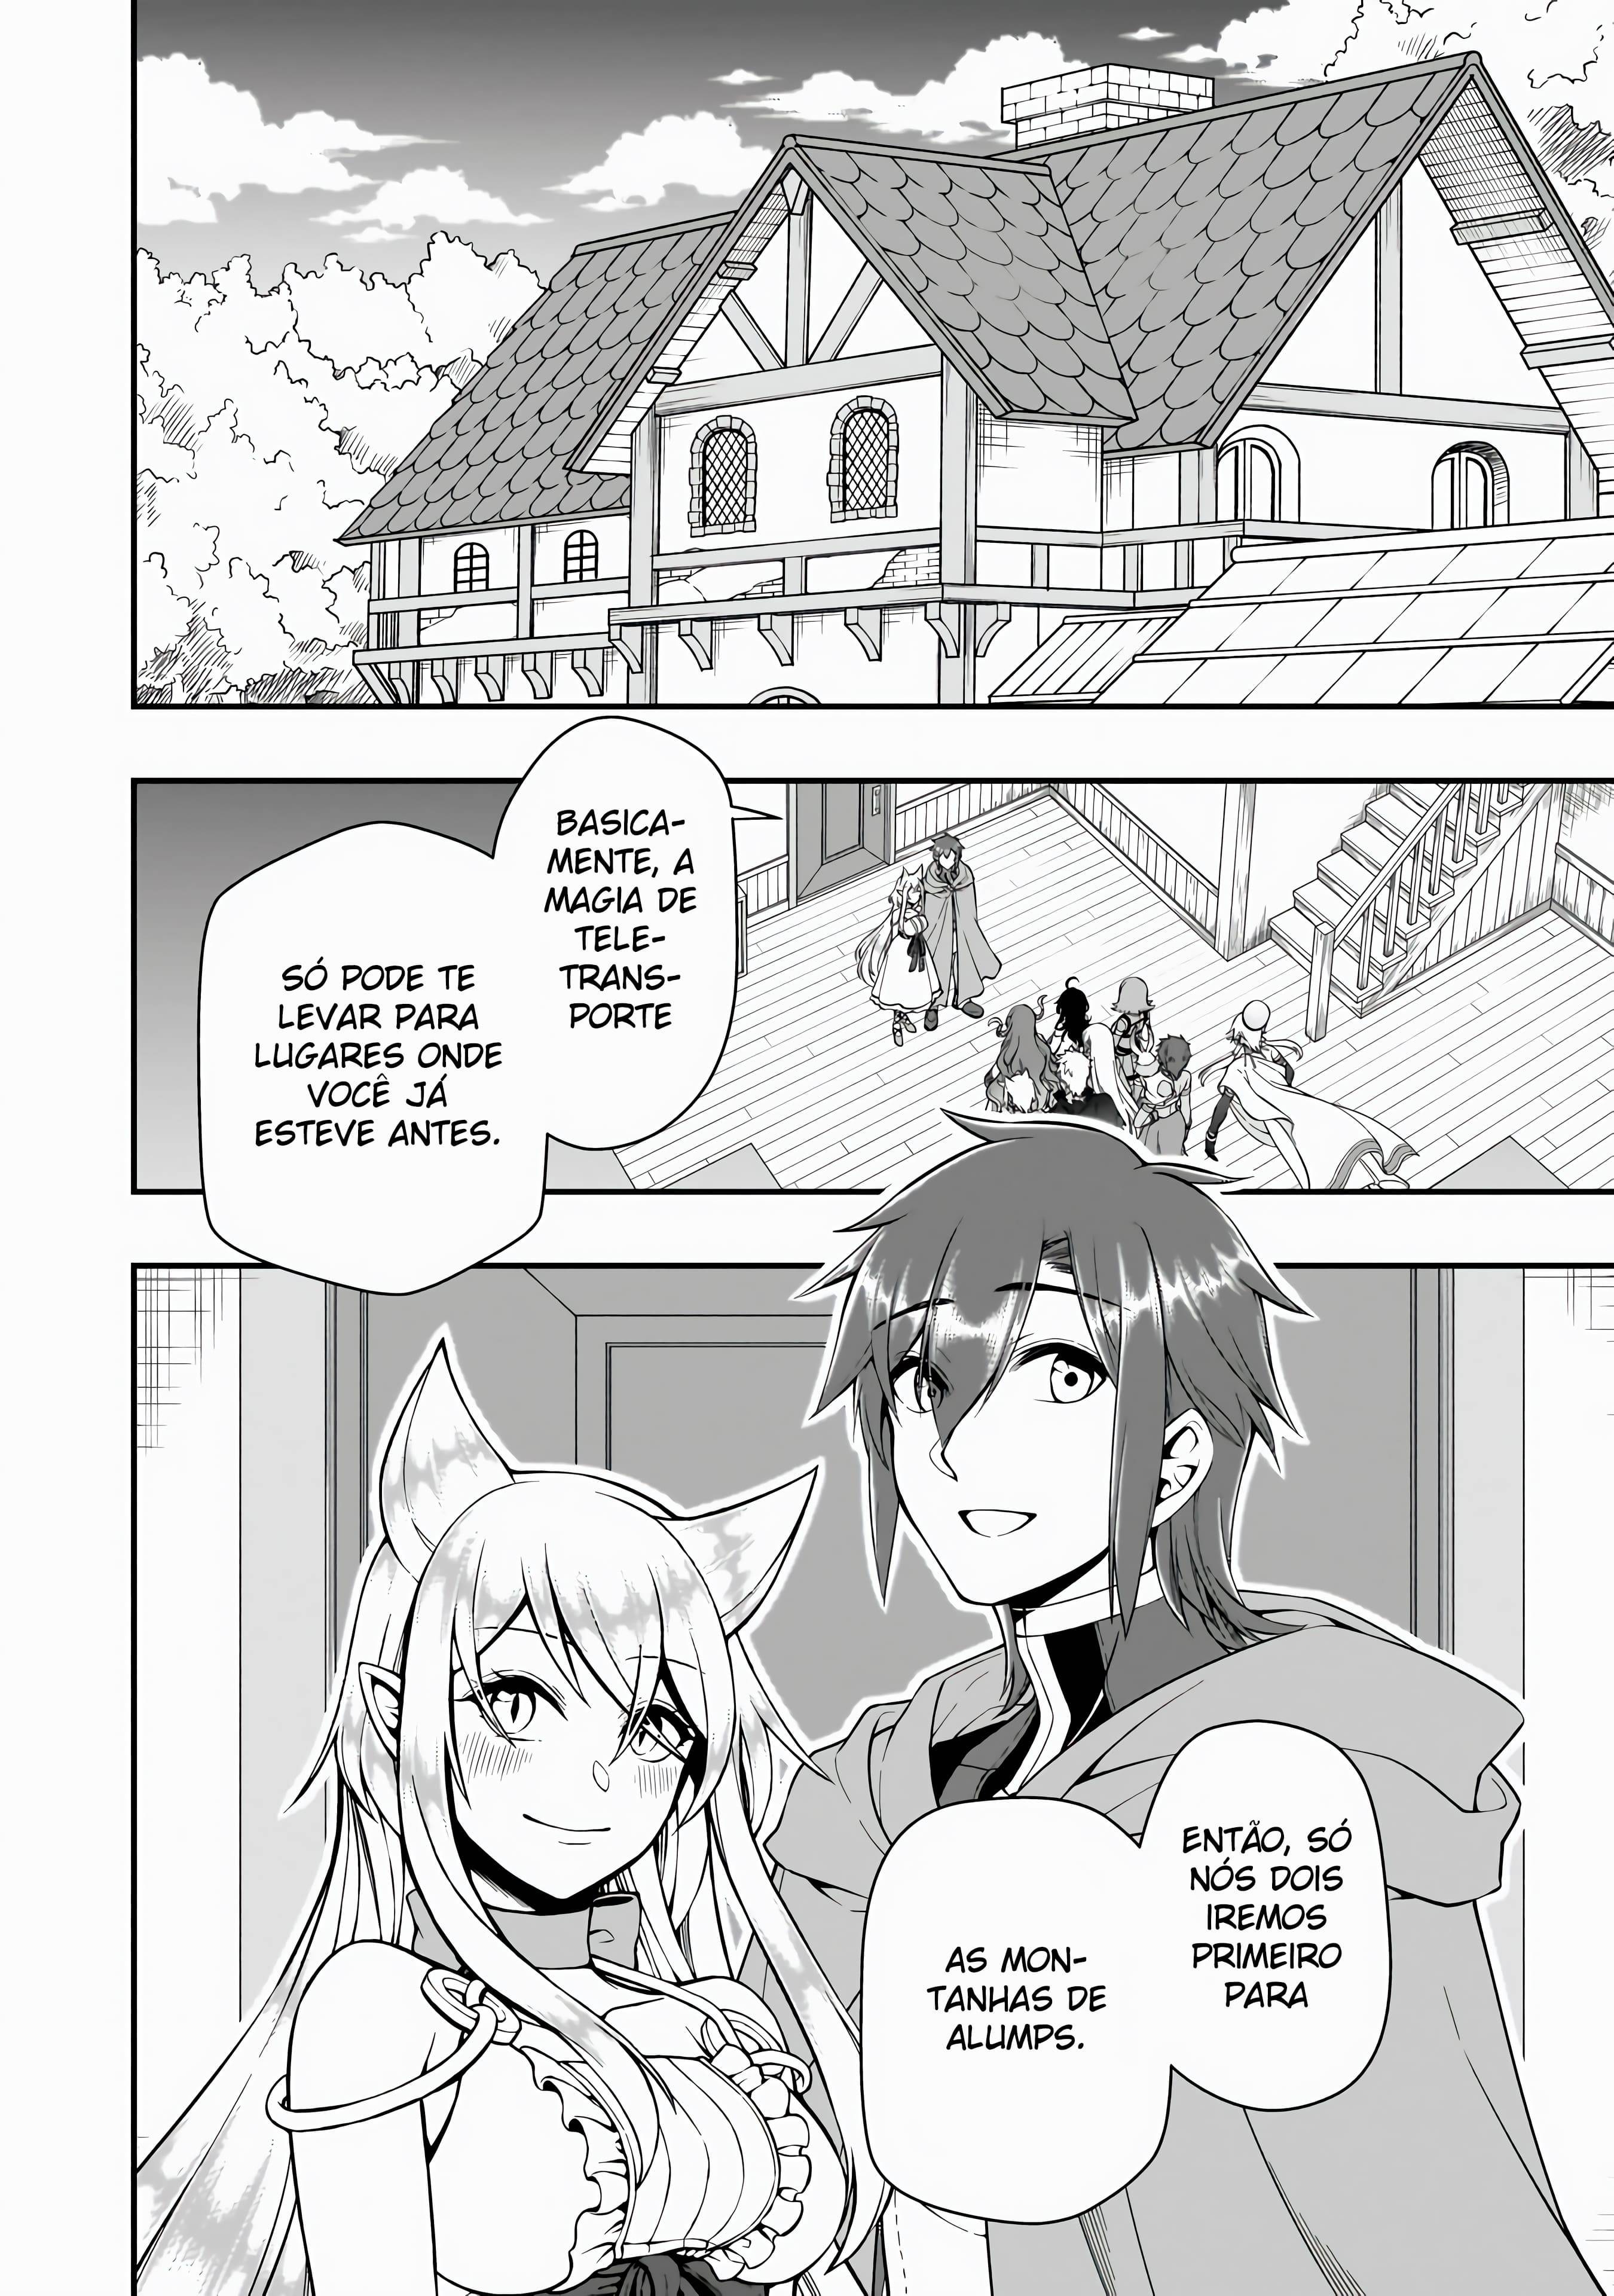 BASICA-
MENTE, A
MAGIA DE
TELE-
TRANS-
PORTE
SÓ PODE TE
LEVAR PARA
LUGARES ONDE
VOCÊ JÁ
ESTEVE ANTES.
ENTÃO, SÓ
NÓS DOIS
IREMOS
PRIMEIRO
PARA
AS MON-
TANHAS DE
ALUMPS.